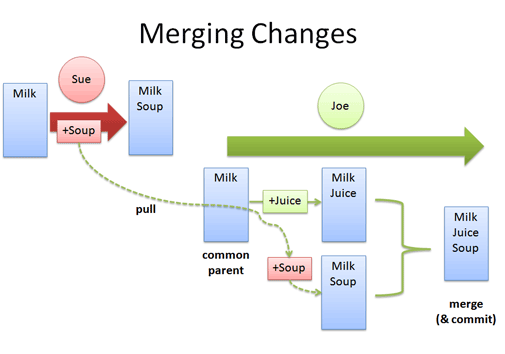 Merging Changes
Sue
Milk
+Soup
Milk
Soup
Joe
pull
Milk
common
parent
+Juice
Milk
Juice
+Soup
Milk
Soup
Milk
Juice
Soup
merge
(& commit)